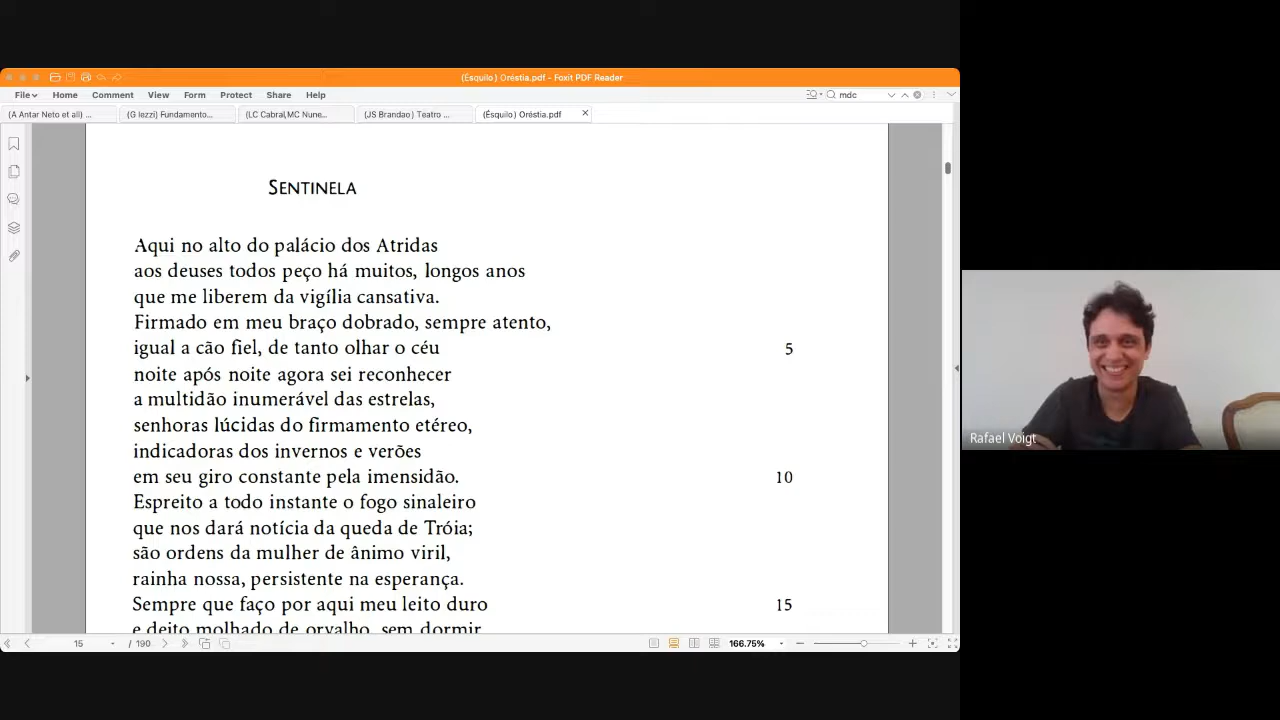 (Ésquilo) Oréstia.pdf - Foxit PDF Reader
File Home Comment View Form Protect Share Help
mdc
(A Antar Neto et all) ... (G Iezzi) Fundamento... (LC Cabral,MC Nune... (JS Brandao) Teatro ... (Ésquilo) Oréstia.pdf
SENTINELA
Aqui no alto do palácio dos Atridas
aos deuses todos peço há muitos, longos anos
que me liberem da vigília cansativa.
Firmado em meu braço dobrado, sempre atento,
igual a cão fiel, de tanto olhar o céu 5
noite após noite agora sei reconhecer
a multidão inumerável das estrelas,
senhoras lúcidas do firmamento etéreo,
indicadoras dos invernos e verões
em seu giro constante pela imensidão. 10
Espreito a todo instante o fogo sinaleiro
que nos dará notícia da queda de Tróia;
são ordens da mulher de ânimo viril,
rainha nossa, persistente na esperança.
Sempre que faço por aqui meu leito duro 15
e deito molhado de orvalho, sem dormir
15 / 190 166.75%
Rafael Voigt